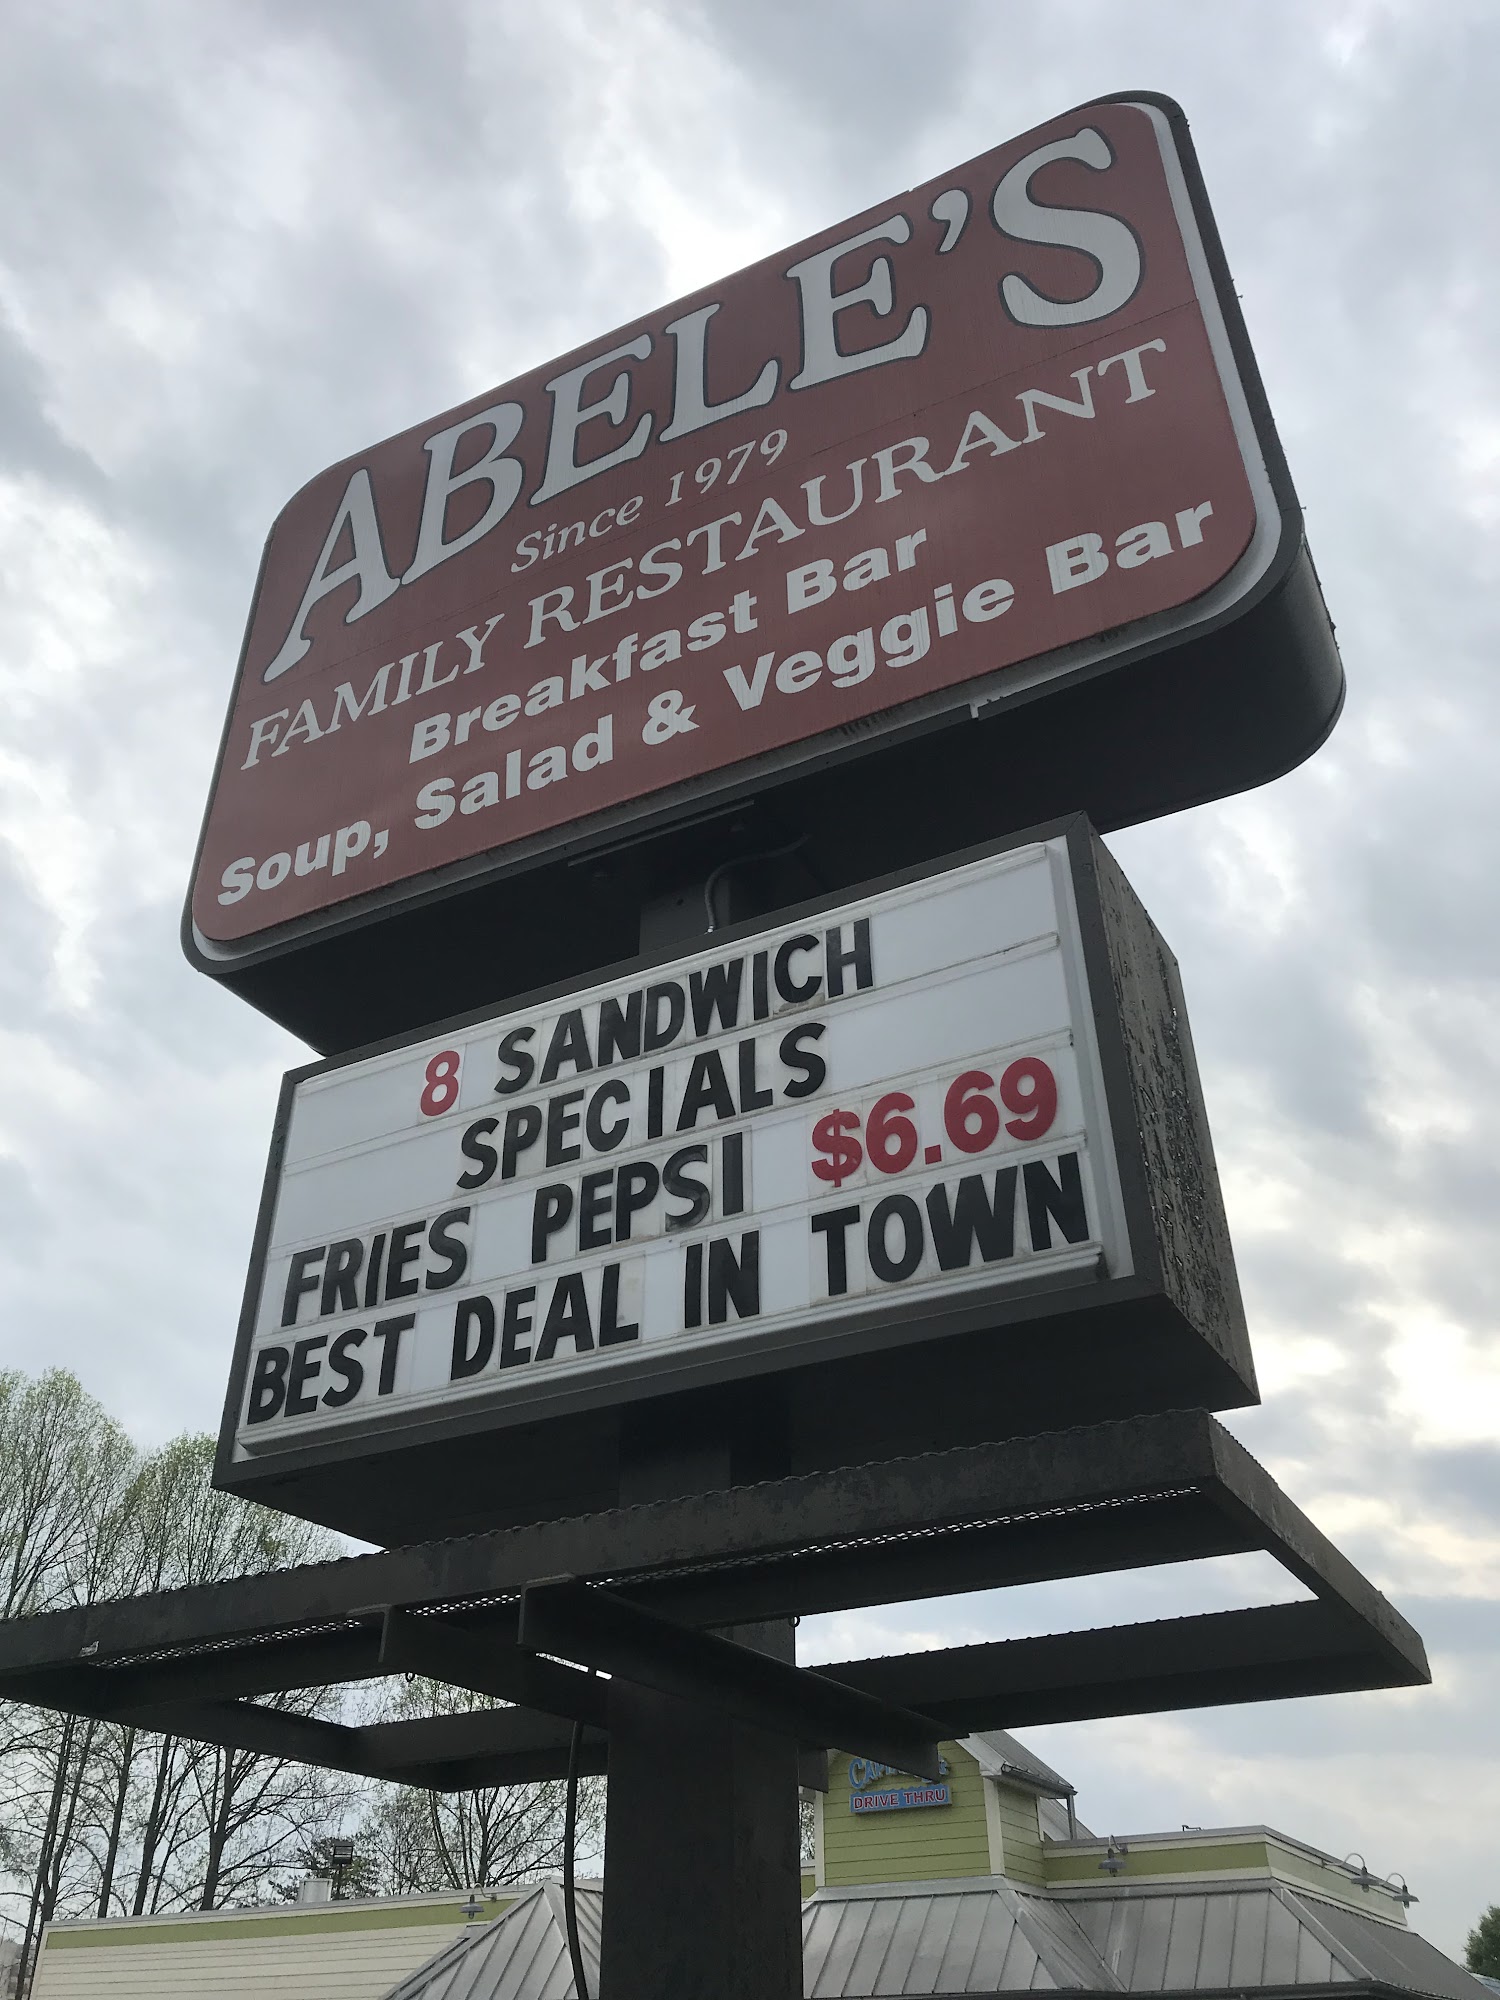 ABELE'S
Since 1979
FAMILY RESTAURANT
Breakfast Bar
Soup, Salad & Veggie Bar
8 SANDWICH
SPECIALS
FRIES PEPSI $6.69
BEST DEAL IN TOWN
DRIVE THRU